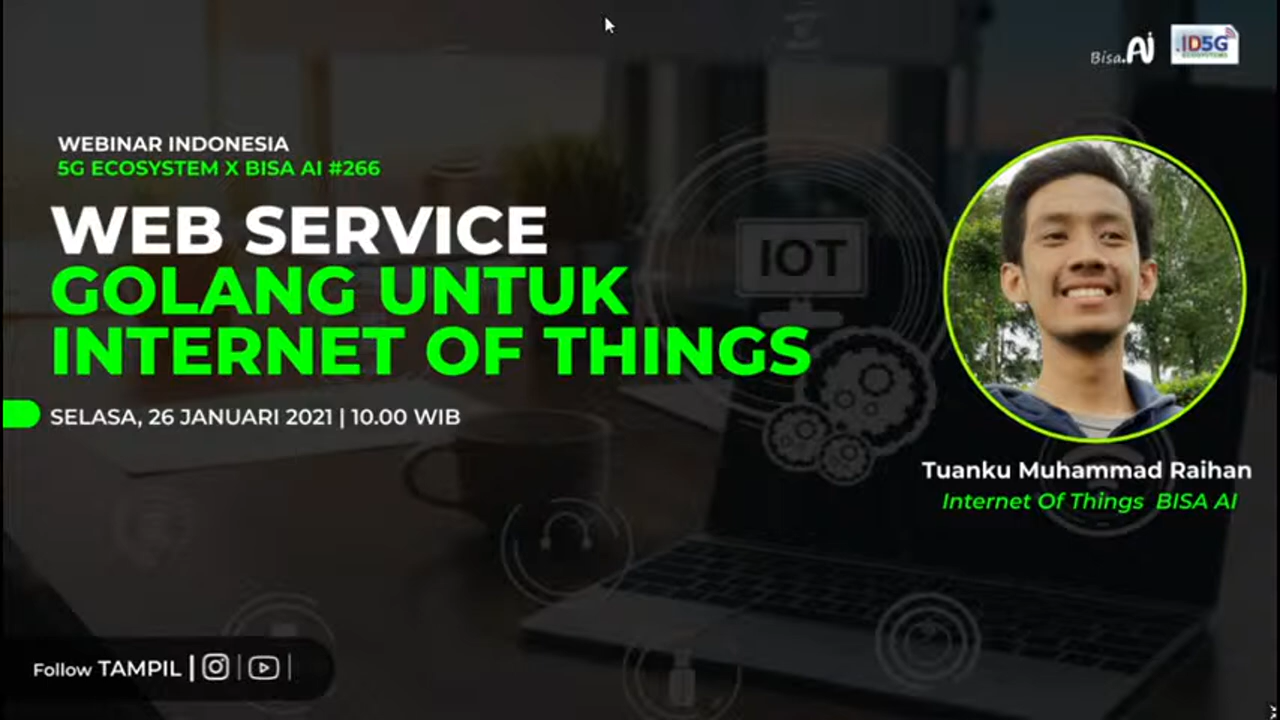 Bisa.AI
.ID5G
ECOSYSTEMS
WEBINAR INDONESIA
5G ECOSYSTEM X BISA AI #266
WEB SERVICE
GOLANG UNTUK
INTERNET OF THINGS
IOT
SELASA, 26 JANUARI 2021 | 10.00 WIB
Tuanku Muhammad Raihan
Internet Of Things BISA AI
Follow TAMPIL | | |